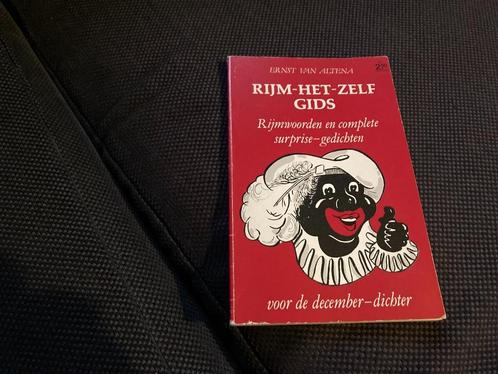 ERNST VAN ALTENA
RIJM-HET-ZELF
GIDS
Rijmwoorden en complete
surprise-gedichten
voor de december-dichter